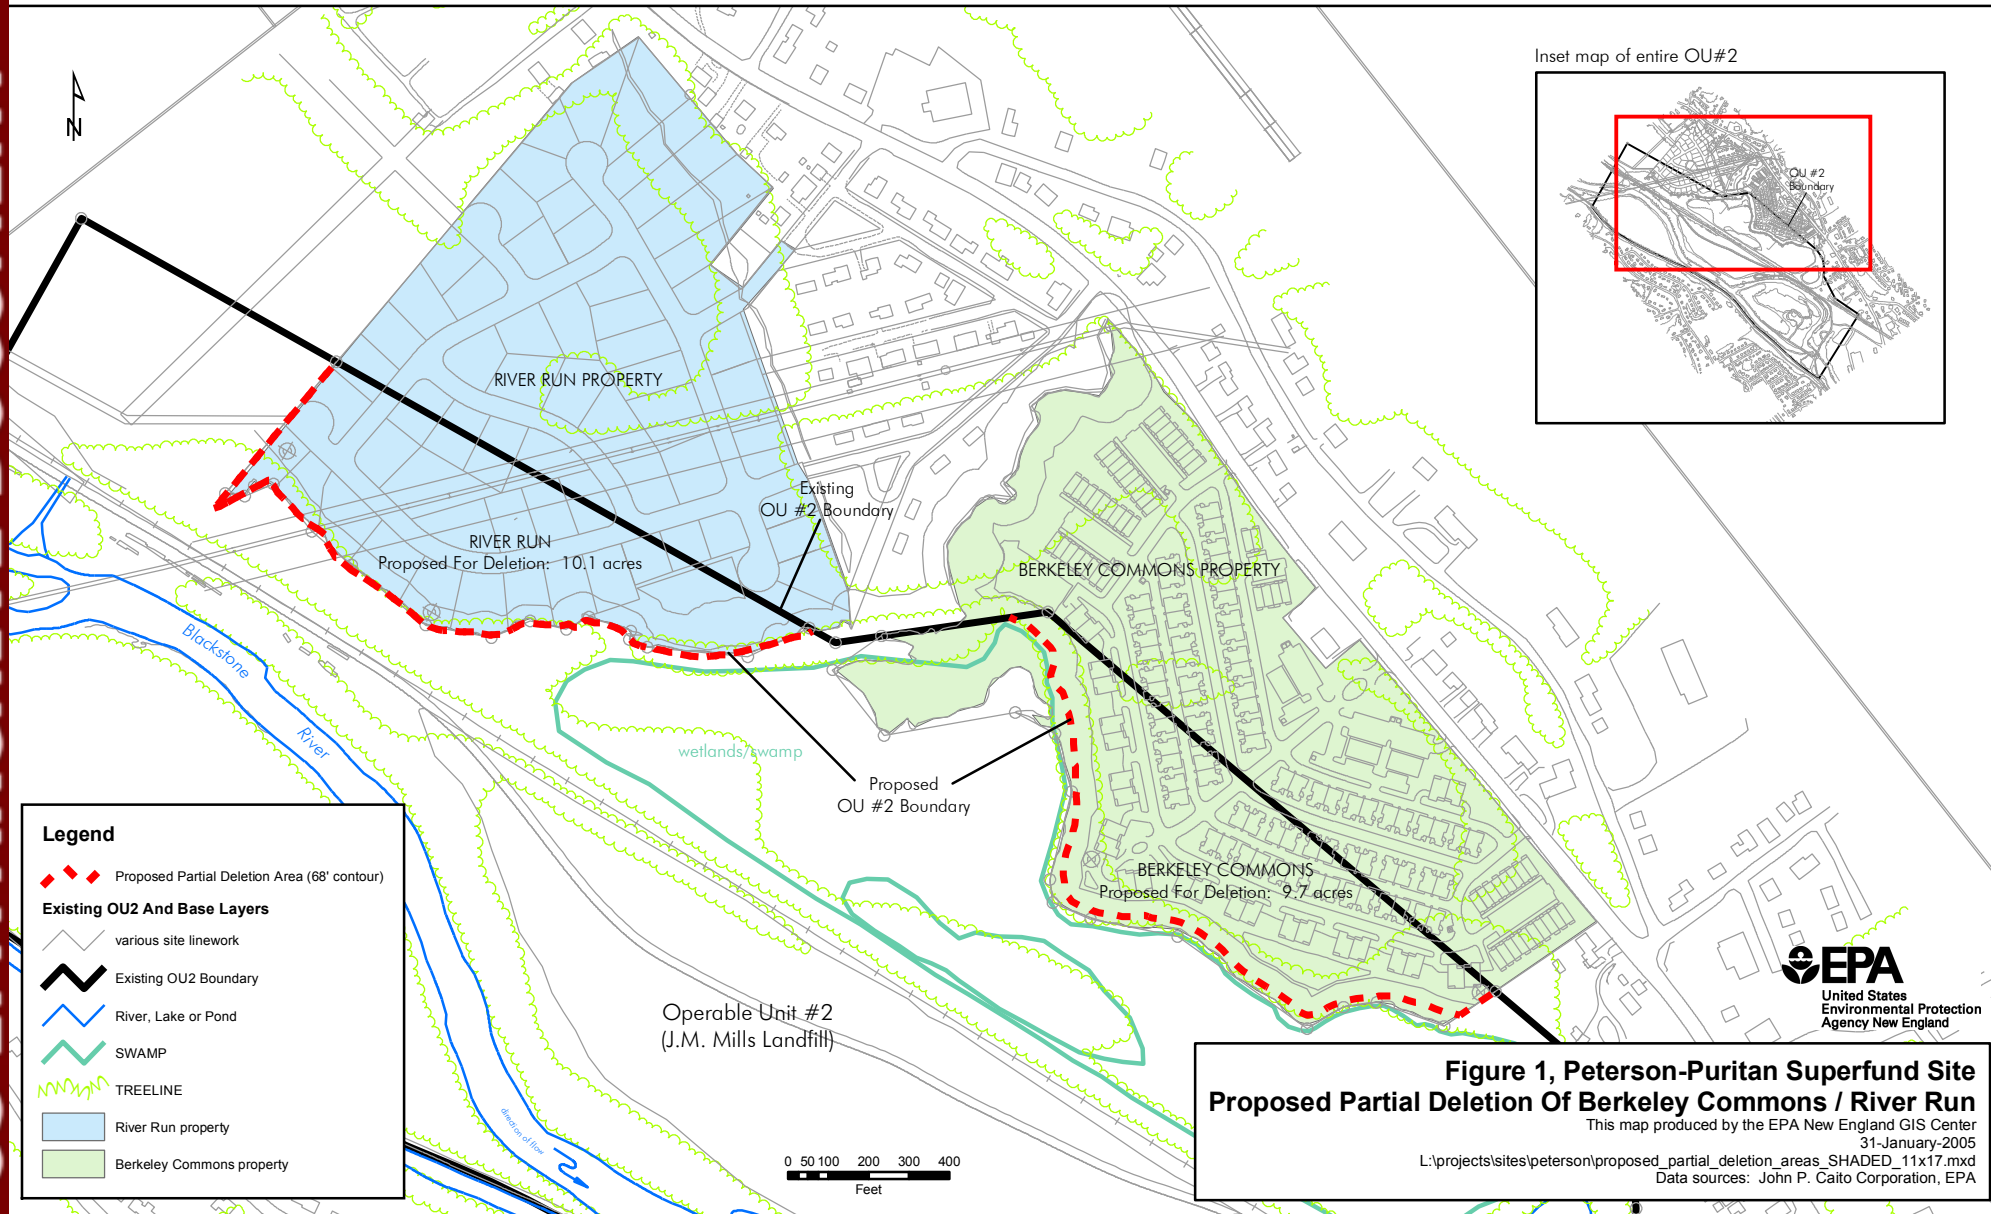 N
Inset map of entire OU#2
OU #2
Boundary
RIVER RUN PROPERTY
Existing
OU #2 Boundary
RIVER RUN
Proposed For Deletion: 10.1 acres
BERKELEY COMMONS PROPERTY
Blackstone
River
wetlands/swamp
Proposed
OU #2 Boundary
BERKELEY COMMONS
Proposed For Deletion: 9.7 acres
Operable Unit #2
(J.M. Mills Landfill)
direction of flow
Legend
Proposed Partial Deletion Area (68' contour)
Existing OU2 And Base Layers
various site linework
Existing OU2 Boundary
River, Lake or Pond
SWAMP
TREELINE
River Run property
Berkeley Commons property
0 50 100 200 300 400
Feet
EPA
United States
Environmental Protection
Agency New England
Figure 1, Peterson-Puritan Superfund Site
Proposed Partial Deletion Of Berkeley Commons / River Run
This map produced by the EPA New England GIS Center
31-January-2005
L:\projects\sites\peterson\proposed_partial_deletion_areas_SHADED_11x17.mxd
Data sources: John P. Caito Corporation, EPA